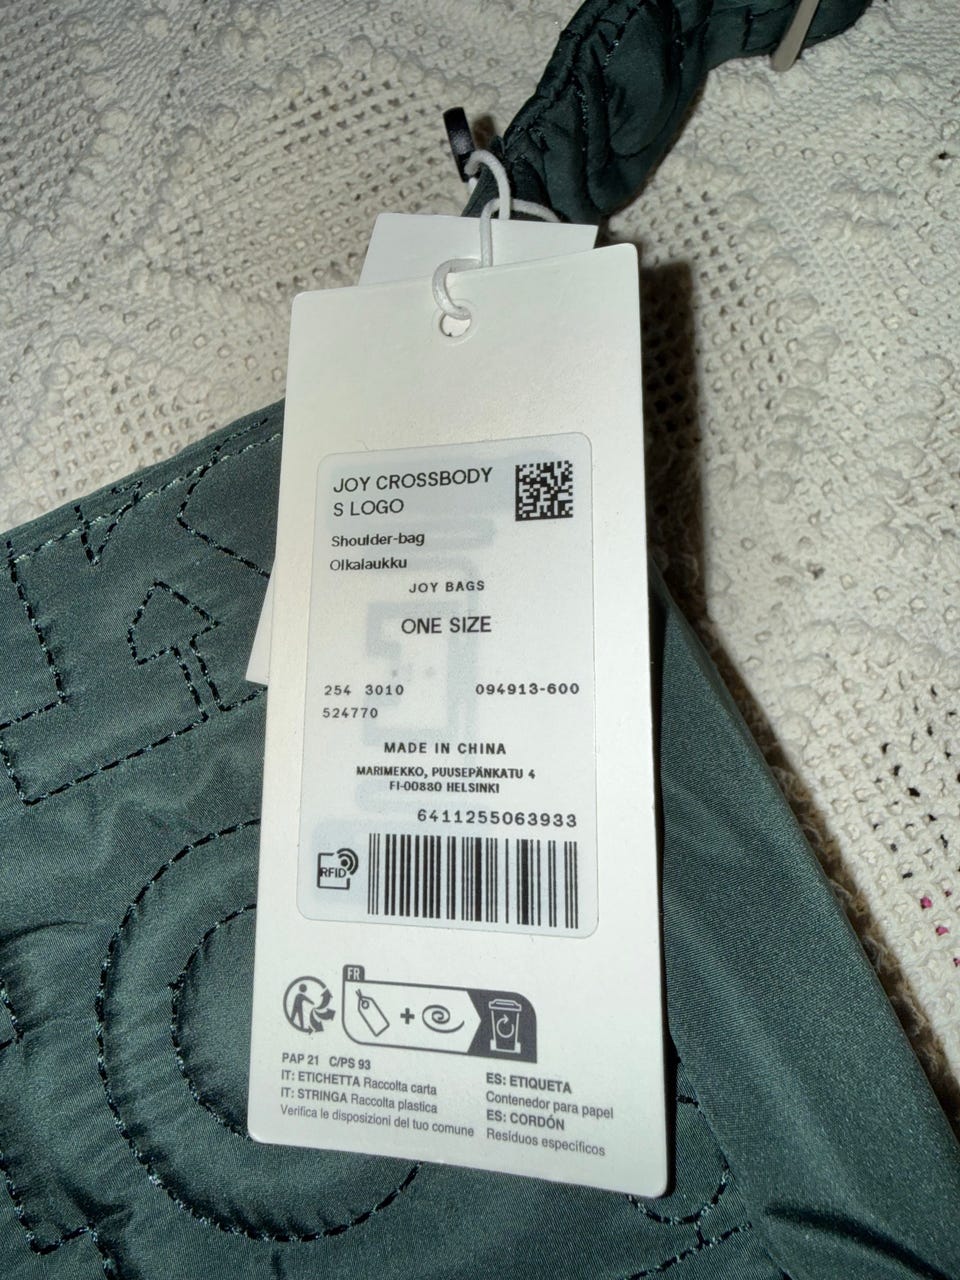 JOY CROSSBODY
S LOGO
Shoulder-bag
Olkalaukku
JOY BAGS
ONE SIZE
254 3010 094913-600
524770
MADE IN CHINA
MARIMEKKO, PUUSEPÄNKATU 4
FI-00880 HELSINKI
6411255063933
RFID
FR
PAP 21 C/PS 93
IT: ETICHETTA Raccolta carta
IT: STRINGA Raccolta plastica
Verifica le disposizioni del tuo comune
ES: ETIQUETA
Contenedor para papel
ES: CORDÓN
Residuos específicos